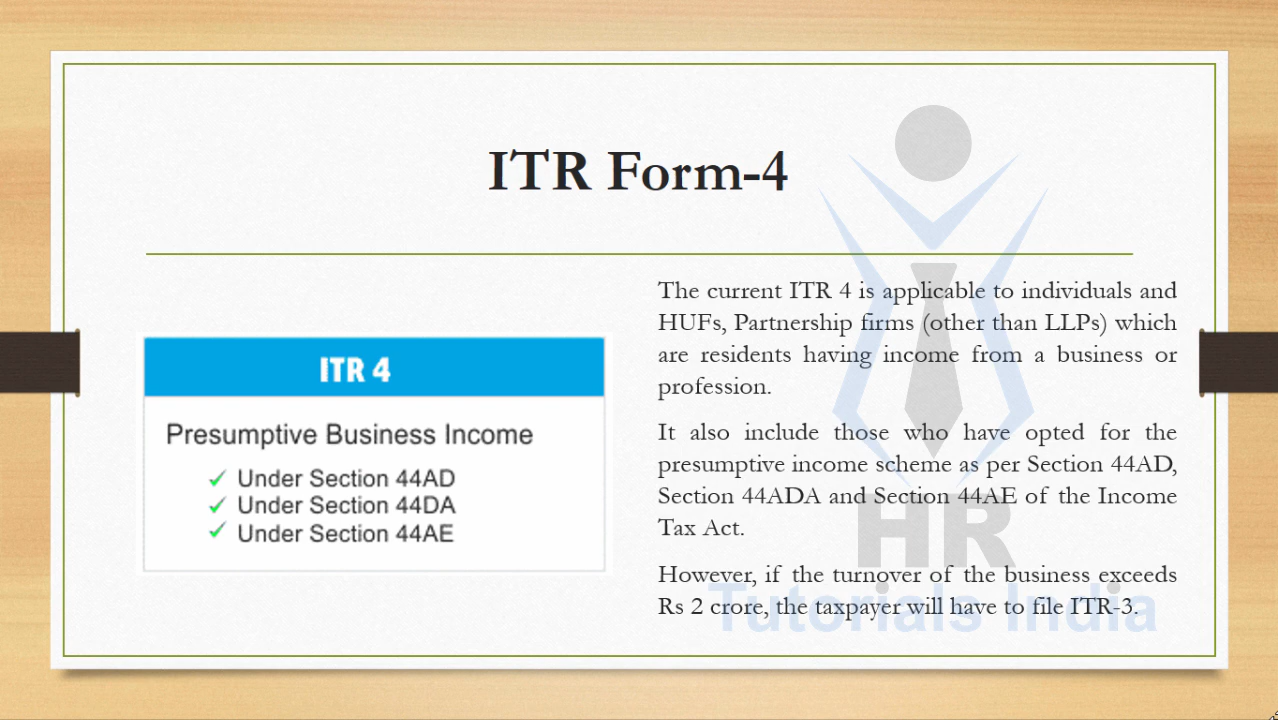 ITR Form-4
ITR 4
Presumptive Business Income
Under Section 44AD
Under Section 44DA
Under Section 44AE
The current ITR 4 is applicable to individuals and
HUFs, Partnership firms (other than LLPs) which
are residents having income from a business or
profession.
It also include those who have opted for the
presumptive income scheme as per Section 44AD,
Section 44ADA and Section 44AE of the Income
Tax Act.
However, if the turnover of the business exceeds
Rs 2 crore, the taxpayer will have to file ITR-3.
HR
Tutorials India